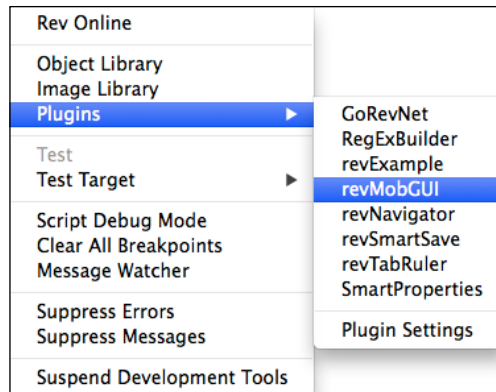 Rev Online
Object Library
Image Library
Plugins
Test
Test Target
Script Debug Mode
Clear All Breakpoints
Message Watcher
Suppress Errors
Suppress Messages
Suspend Development Tools
GoRevNet
RegExBuilder
revExample
revMobGUI
revNavigator
revSmartSave
revTabRuler
SmartProperties
Plugin Settings